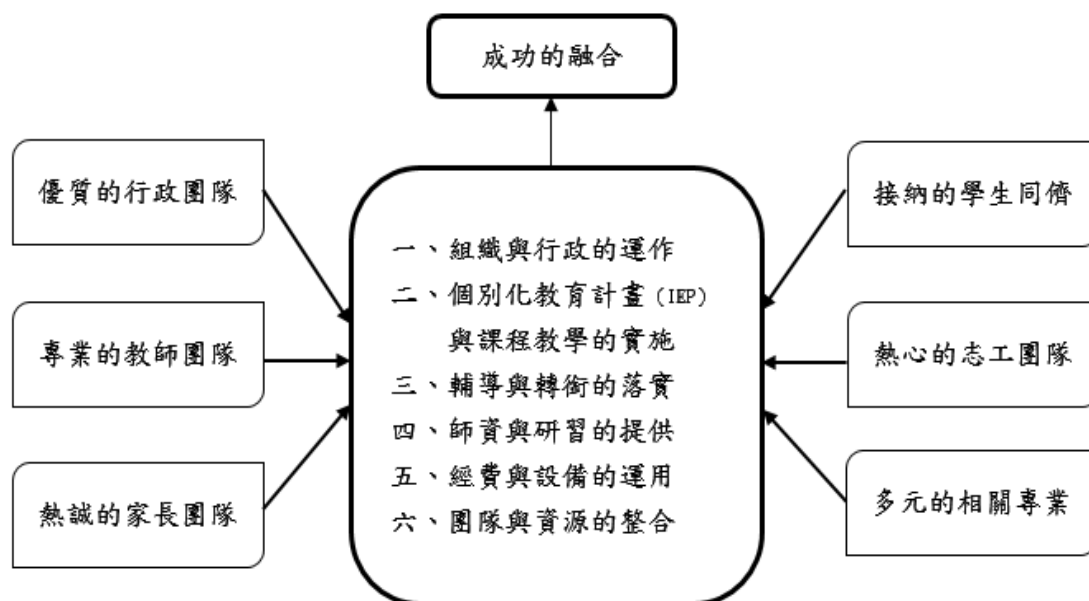 成功的融合
優質的行政團隊
專業的教師團隊
熱誠的家長團隊
一、組織與行政的運作
二、個別化教育計畫(IEP)
與課程教學的實施
三、輔導與轉銜的落實
四、師資與研習的提供
五、經費與設備的運用
六、團隊與資源的整合
接納的學生同儕
熱心的志工團隊
多元的相關專業